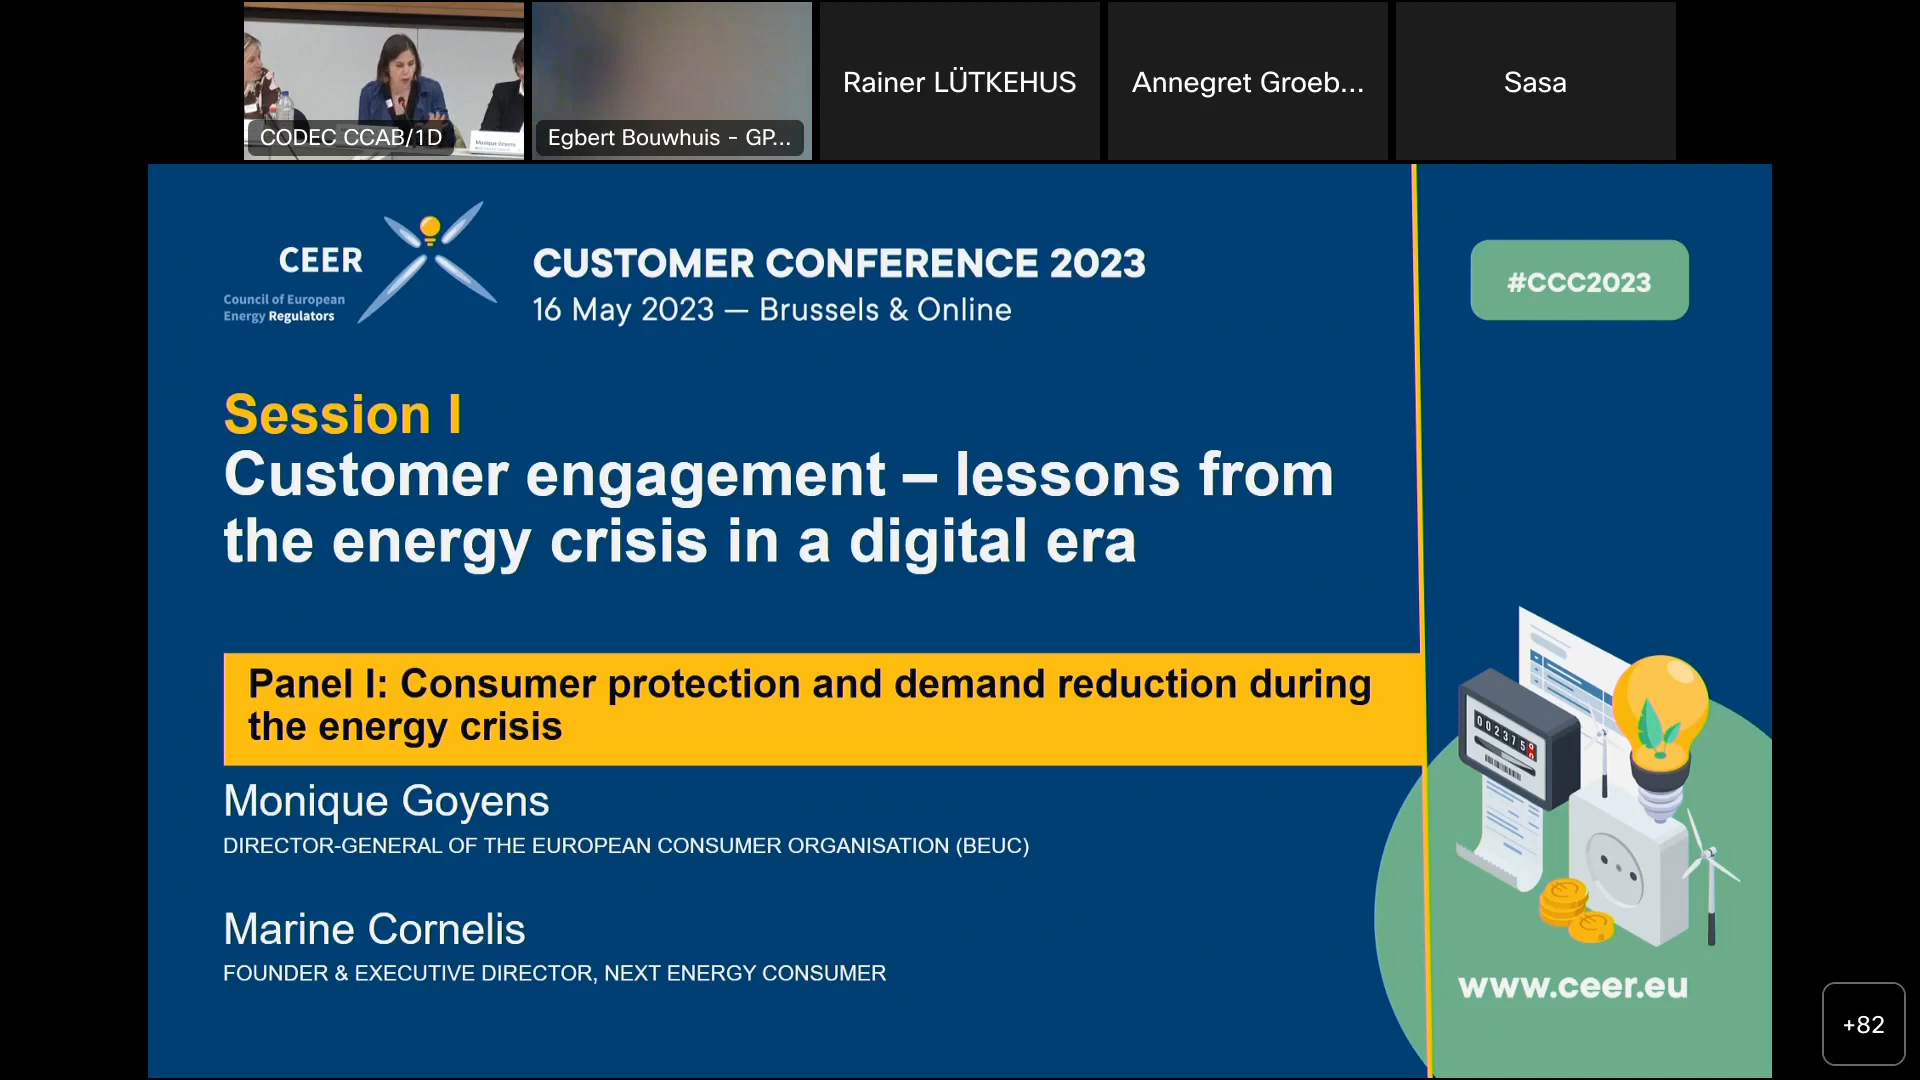 CODEC CCAB/1D
Egbert Bouwhuis - GP...
Rainer LÜTKEHUS
Annegret Groeb...
Sasa
CEER
Council of European
Energy Regulators
CUSTOMER CONFERENCE 2023
16 May 2023 — Brussels & Online
#CCC2023
Session I
Customer engagement – lessons from
the energy crisis in a digital era
Panel I: Consumer protection and demand reduction during
the energy crisis
Monique Goyens
DIRECTOR-GENERAL OF THE EUROPEAN CONSUMER ORGANISATION (BEUC)
Marine Cornelis
FOUNDER & EXECUTIVE DIRECTOR, NEXT ENERGY CONSUMER
www.ceer.eu
+82